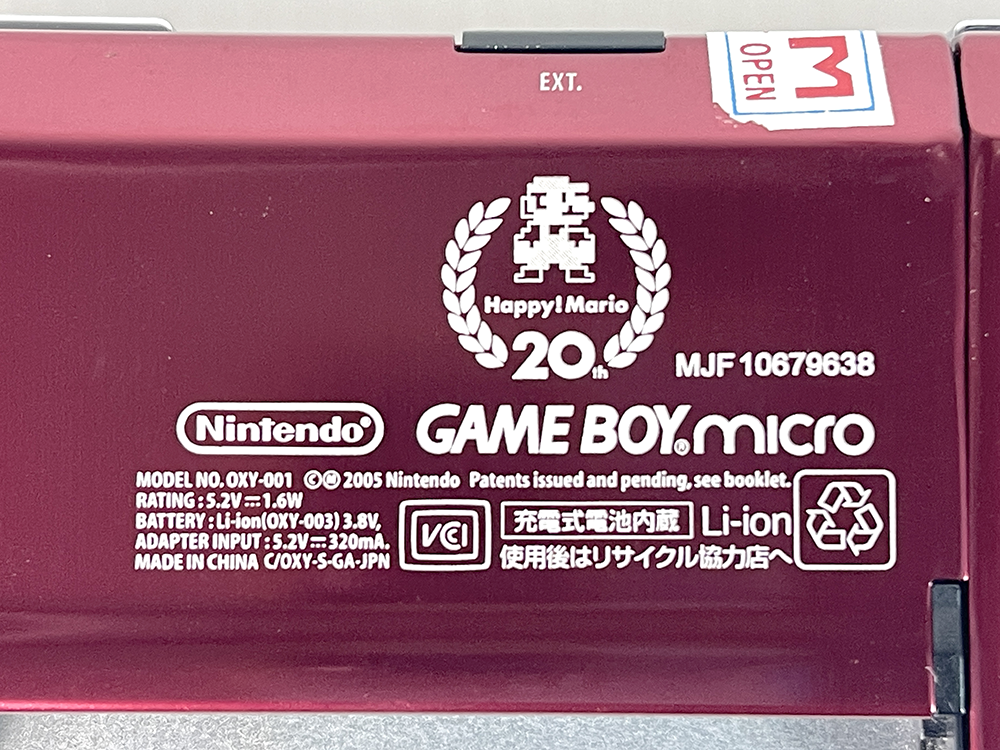 EXT.
M
OPEN
Happy! Mario
20th
MJF 10679638
Nintendo® GAME BOY® micro
MODEL NO. OXY-001 ©Ⓜ 2005 Nintendo Patents issued and pending, see booklet.
RATING : 5.2V⎓1.6W
BATTERY : Li-ion(OXY-003) 3.8V,
ADAPTER INPUT : 5.2V⎓320mA.
MADE IN CHINA C/OXY-S-GA-JPN
VCI
充電式電池内蔵 Li-ion
使用後はリサイクル協力店へ